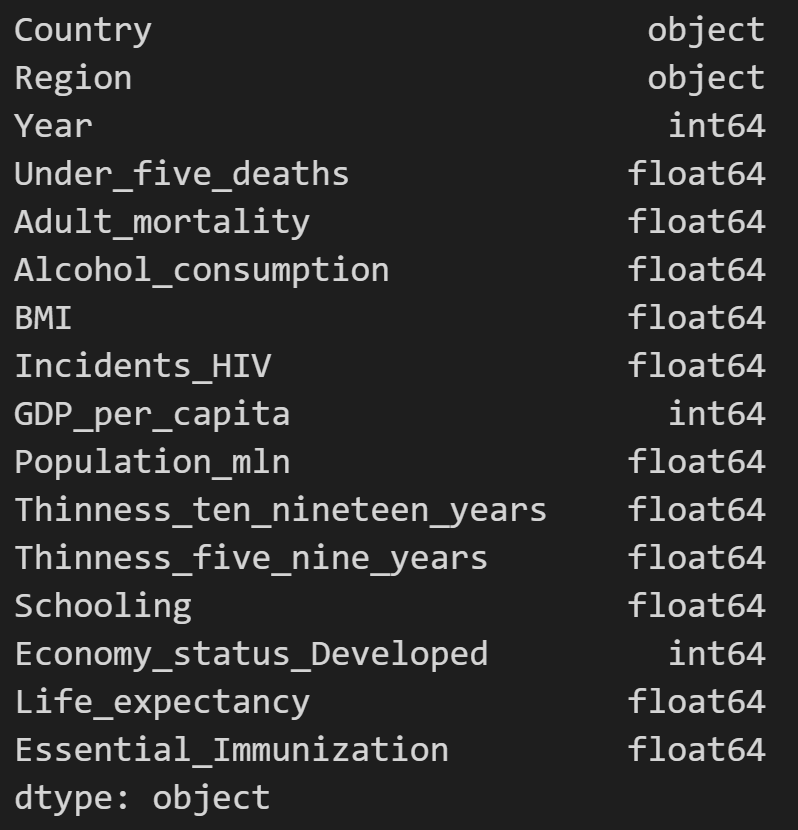 Country object
Region object
Year int64
Under_five_deaths float64
Adult_mortality float64
Alcohol_consumption float64
BMI float64
Incidents_HIV float64
GDP_per_capita int64
Population_mln float64
Thinness_ten_nineteen_years float64
Thinness_five_nine_years float64
Schooling float64
Economy_status_Developed int64
Life_expectancy float64
Essential_Immunization float64
dtype: object